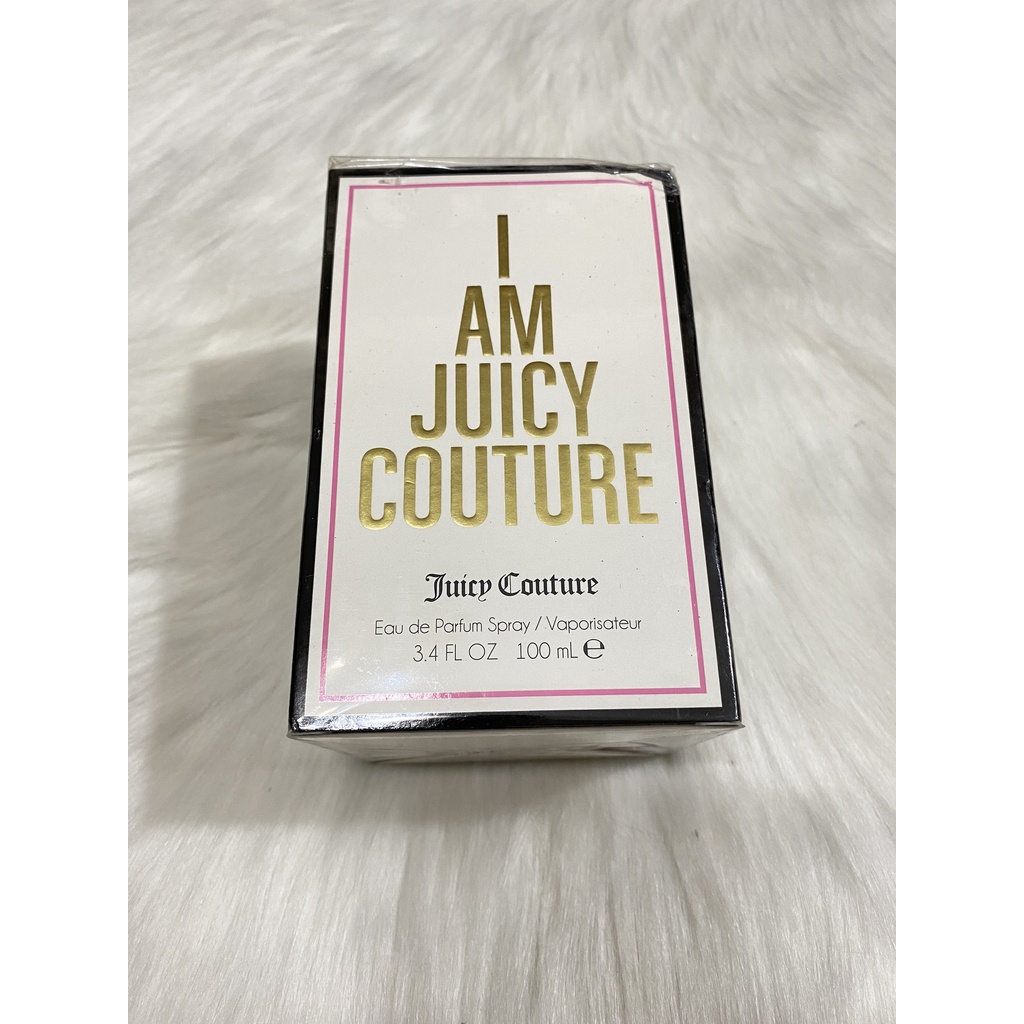 I
AM
JUICY
COUTURE
Juicy Couture
Eau de Parfum Spray / Vaporisateur
3.4 FL OZ 100 mL ℮